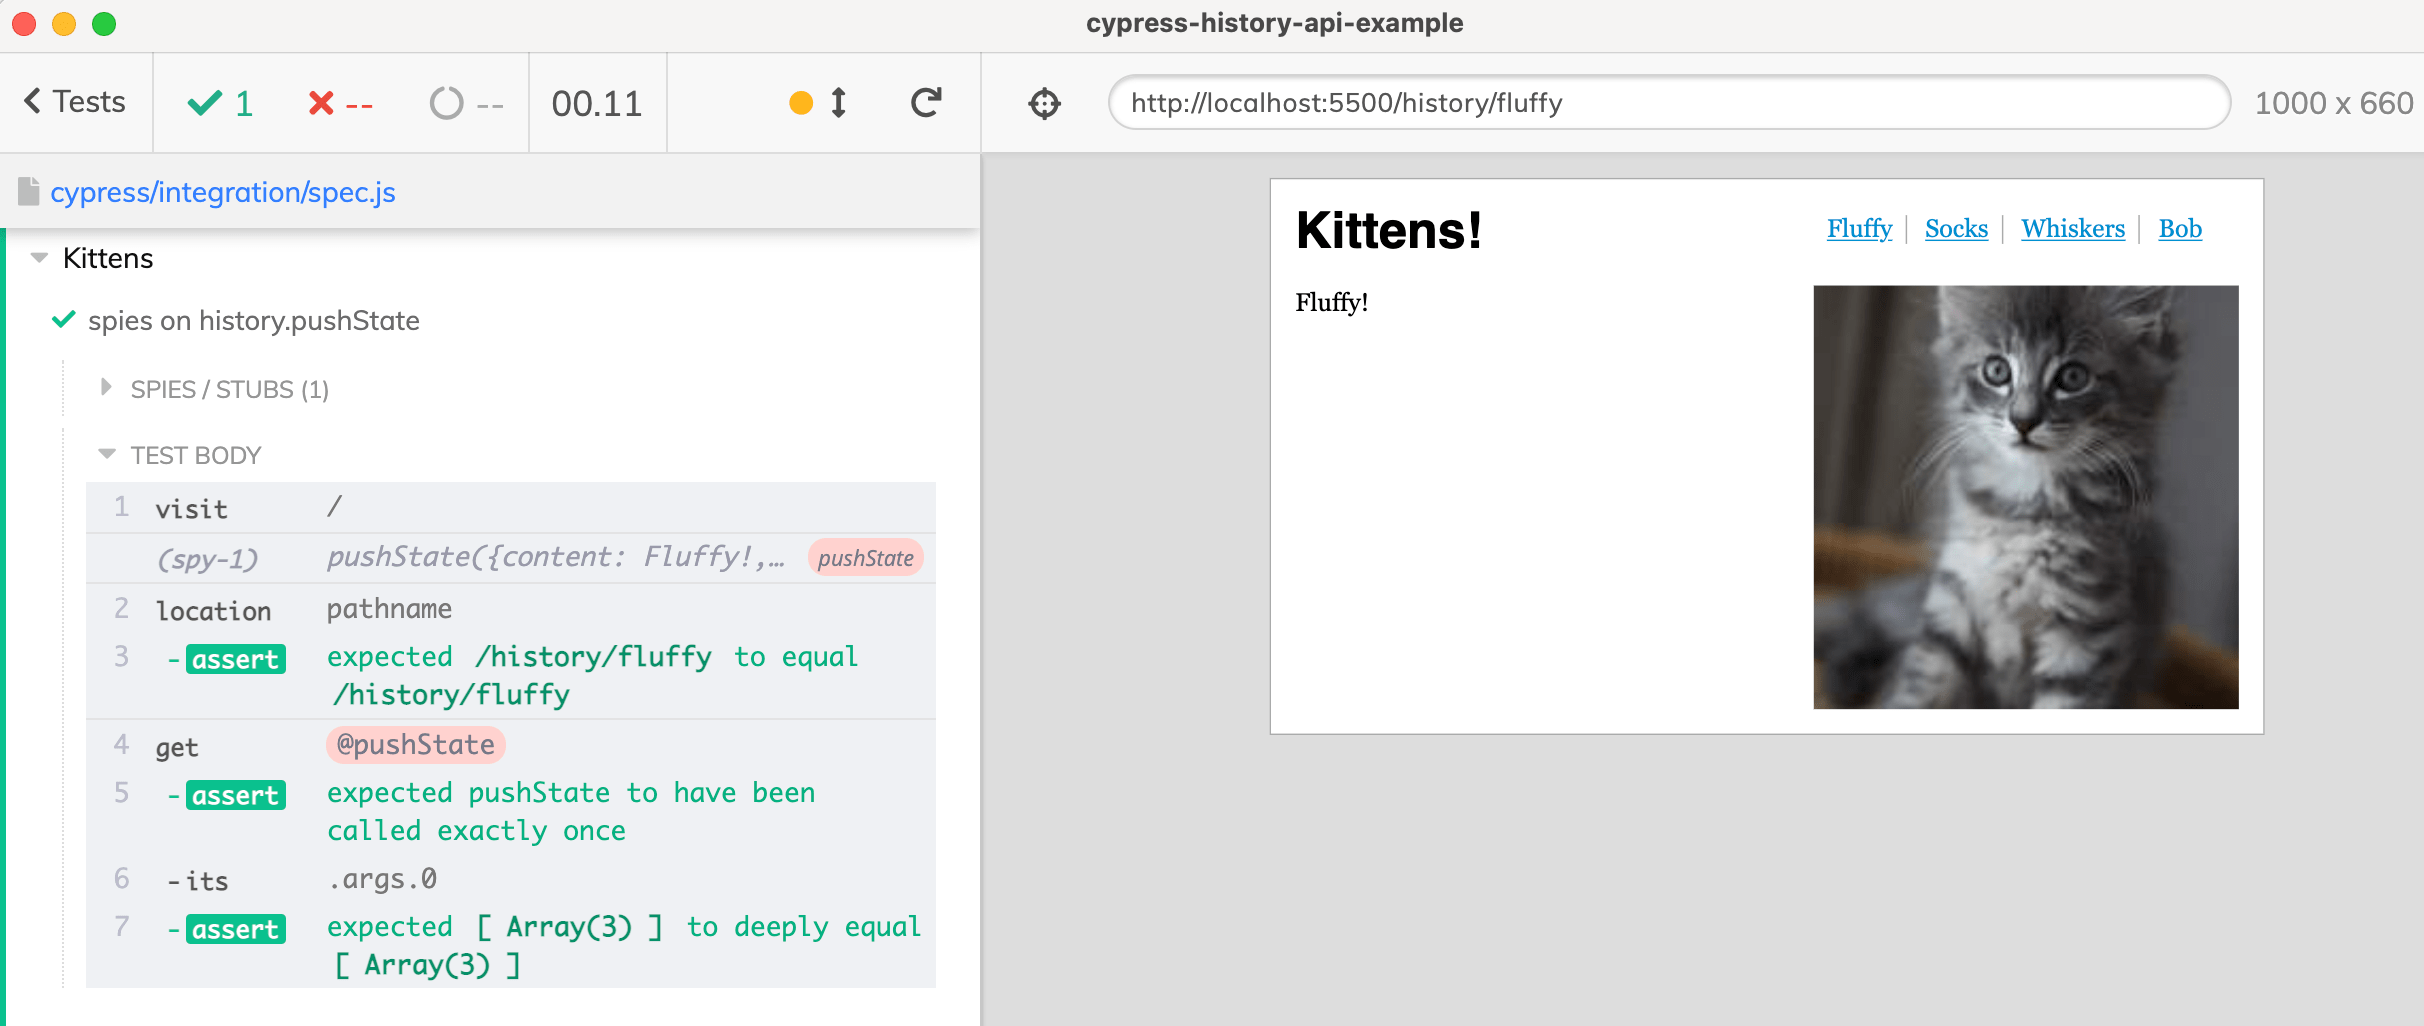 cypress-history-api-example
Tests
1
--
--
00.11
http://localhost:5500/history/fluffy
1000 x 660
cypress/integration/spec.js
Kittens
spies on history.pushState
SPIES / STUBS (1)
TEST BODY
1 visit /
(spy-1) pushState({content: Fluffy!,… pushState
2 location pathname
3 -assert expected /history/fluffy to equal
/history/fluffy
4 get @pushState
5 -assert expected pushState to have been
called exactly once
6 -its .args.0
7 -assert expected [ Array(3) ] to deeply equal
[ Array(3) ]
Kittens!
Fluffy | Socks | Whiskers | Bob
Fluffy!